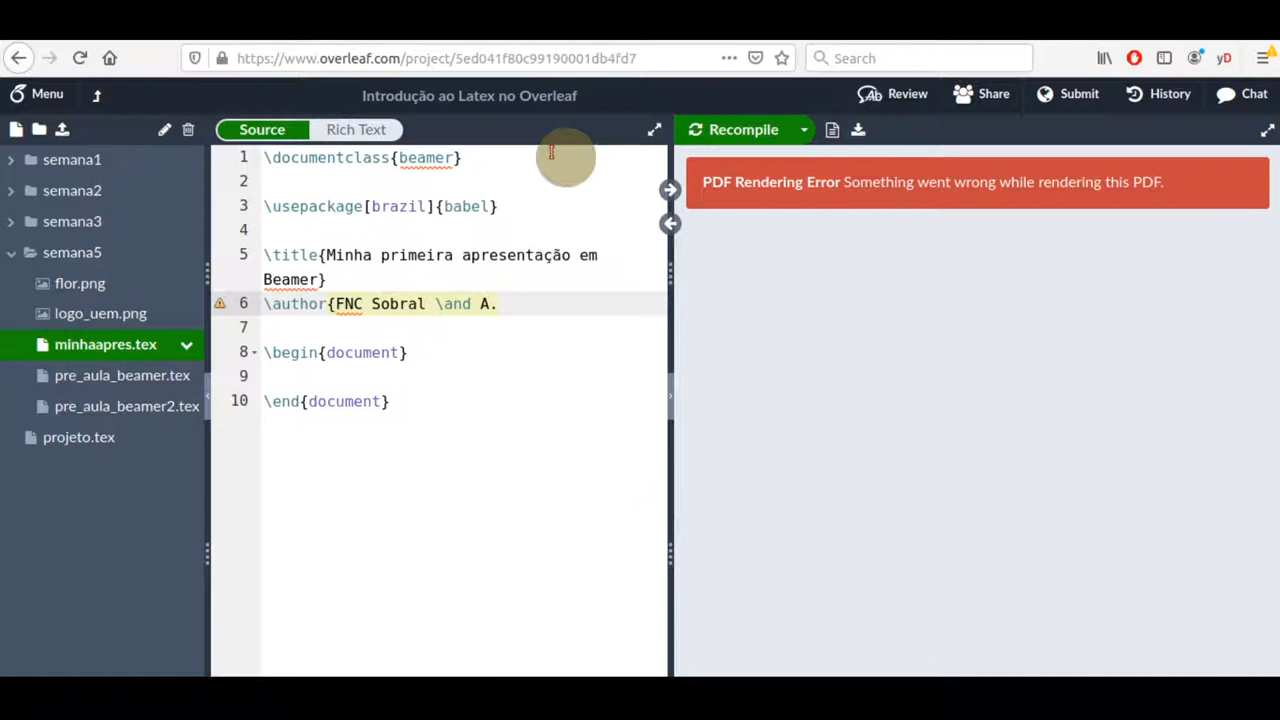 https://www.overleaf.com/project/5ed041f80c99190001db4fd7
Search
yD
Menu
Introdução ao Latex no Overleaf
Review
Share
Submit
History
Chat
Source
Rich Text
Recompile
semana1
semana2
semana3
semana5
flor.png
logo_uem.png
minhaapres.tex
pre_aula_beamer.tex
pre_aula_beamer2.tex
projeto.tex
1 \documentclass{beamer}
2
3 \usepackage[brazil]{babel}
4
5 \title{Minha primeira apresentação em
Beamer}
6 \author{FNC Sobral \and A.
7
8 \begin{document}
9
10 \end{document}
PDF Rendering Error Something went wrong while rendering this PDF.